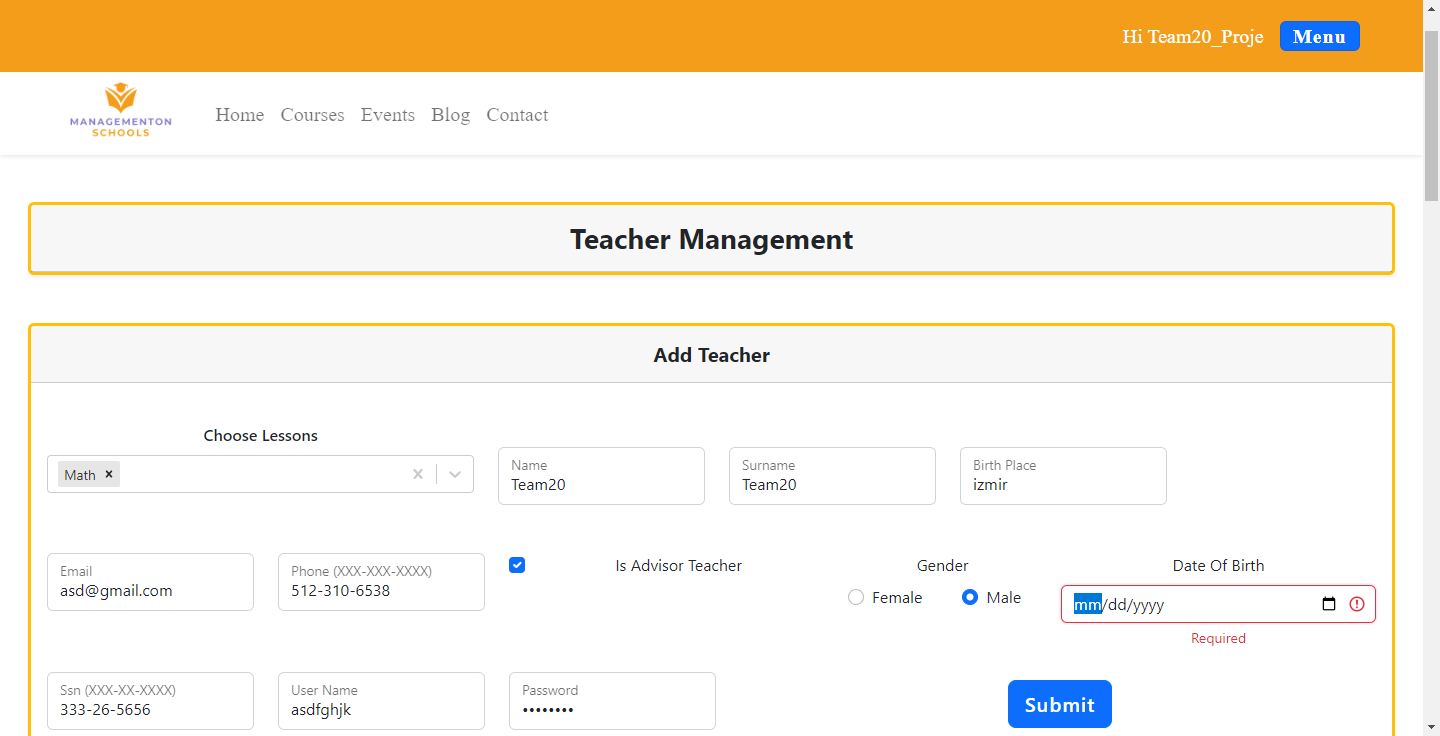 Hi Team20_Proje Menu
MANAGEMENTON
SCHOOLS
Home Courses Events Blog Contact
Teacher Management
Add Teacher
Choose Lessons
Math
Name
Team20
Surname
Team20
Birth Place
izmir
Email
asd@gmail.com
Phone (XXX-XXX-XXXX)
512-310-6538
Is Advisor Teacher
Gender
Female Male
Date Of Birth
mm/dd/yyyy
Required
Ssn (XXX-XX-XXXX)
333-26-5656
User Name
asdfghjk
Password
••••••••
Submit